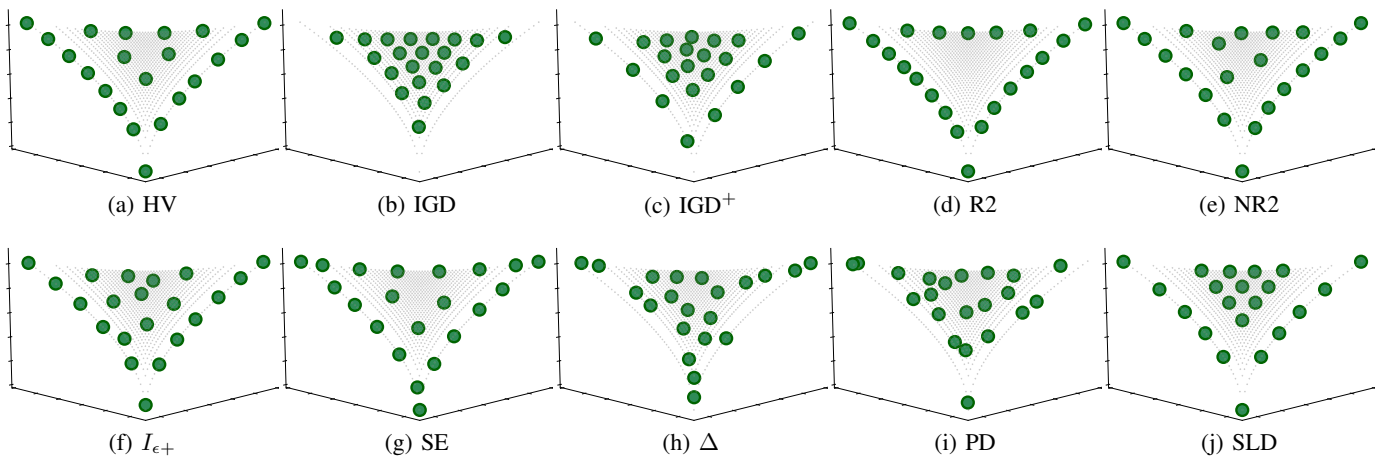 (a) HV (b) IGD (c) IGD⁺ (d) R2 (e) NR2
(f) I_{ϵ+} (g) SE (h) Δ (i) PD (j) SLD